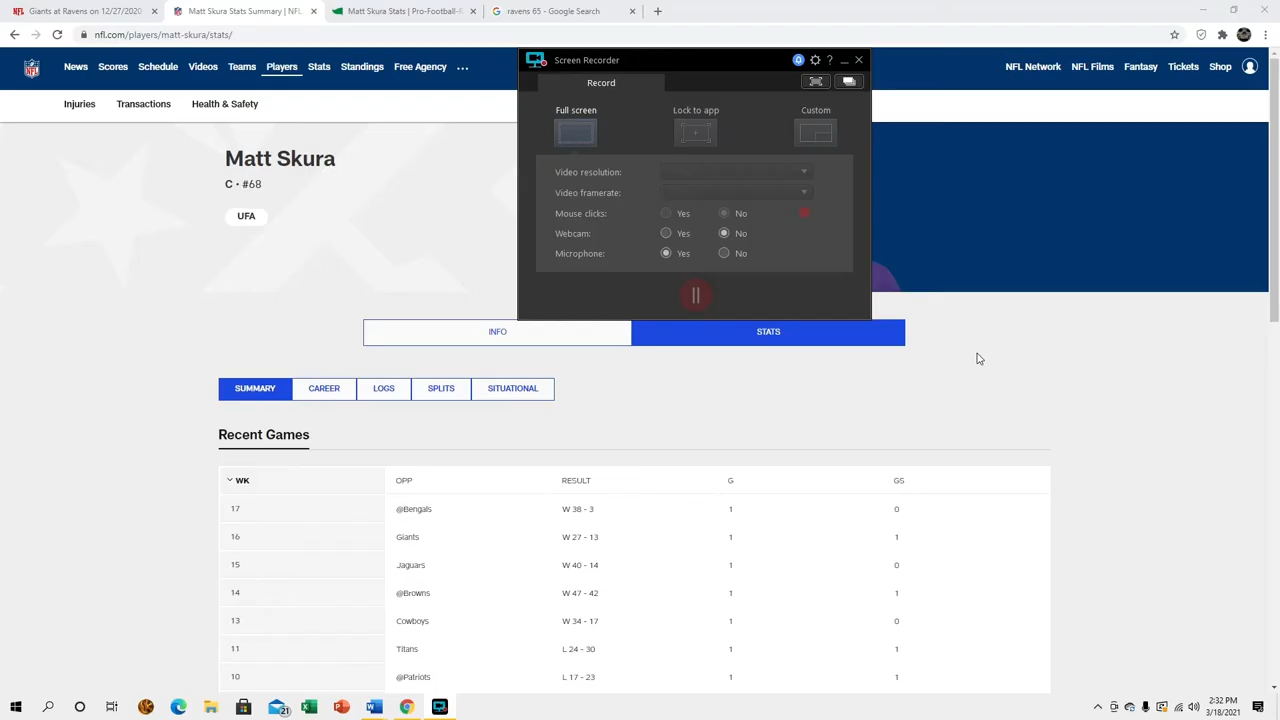 Giants at Ravens on 12/27/2020
Matt Skura Stats Summary | NFL
Matt Skura Stats | Pro-Football-R
ravens 65 - Google Search
nfl.com/players/matt-skura/stats/
NFL
News Scores Schedule Videos Teams Players Stats Standings Free Agency ...
NFL Network NFL Films Fantasy Tickets Shop
Injuries Transactions Health & Safety
Screen Recorder
Record
Full screen Lock to app Custom
Video resolution:
Video framerate:
Mouse clicks: Yes No
Webcam: Yes No
Microphone: Yes No
Matt Skura
C • #68
UFA
INFO STATS
SUMMARY CAREER LOGS SPLITS SITUATIONAL
Recent Games
WK OPP RESULT G GS
17 @Bengals W 38 - 3 1 0
16 Giants W 27 - 13 1 1
15 Jaguars W 40 - 14 1 0
14 @Browns W 47 - 42 1 1
13 Cowboys W 34 - 17 1 0
11 Titans L 24 - 30 1 1
10 @Patriots L 17 - 23 1 1
21
2:32 PM
3/18/2021